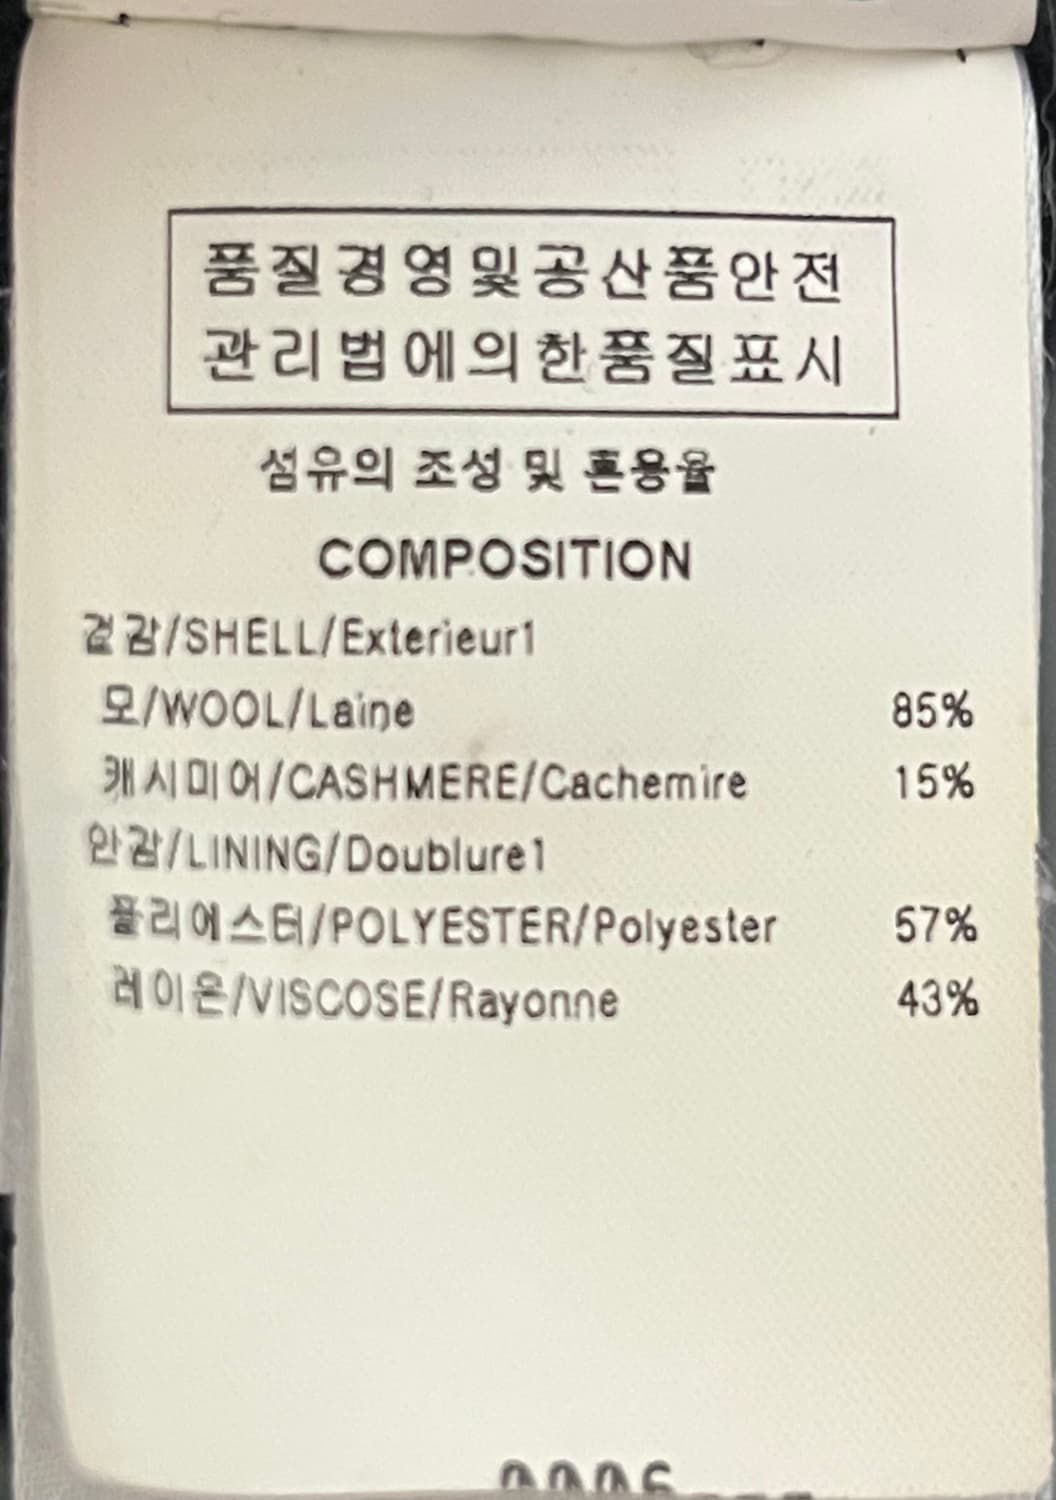 품질경영및공산품안전
관리법에의한품질표시
섬유의 조성 및 혼용율
COMPOSITION
겉감/SHELL/Exterieur1
모/WOOL/Laine 85%
캐시미어/CASHMERE/Cachemire 15%
안감/LINING/Doublure1
폴리에스터/POLYESTER/Polyester 57%
레이온/VISCOSE/Rayonne 43%